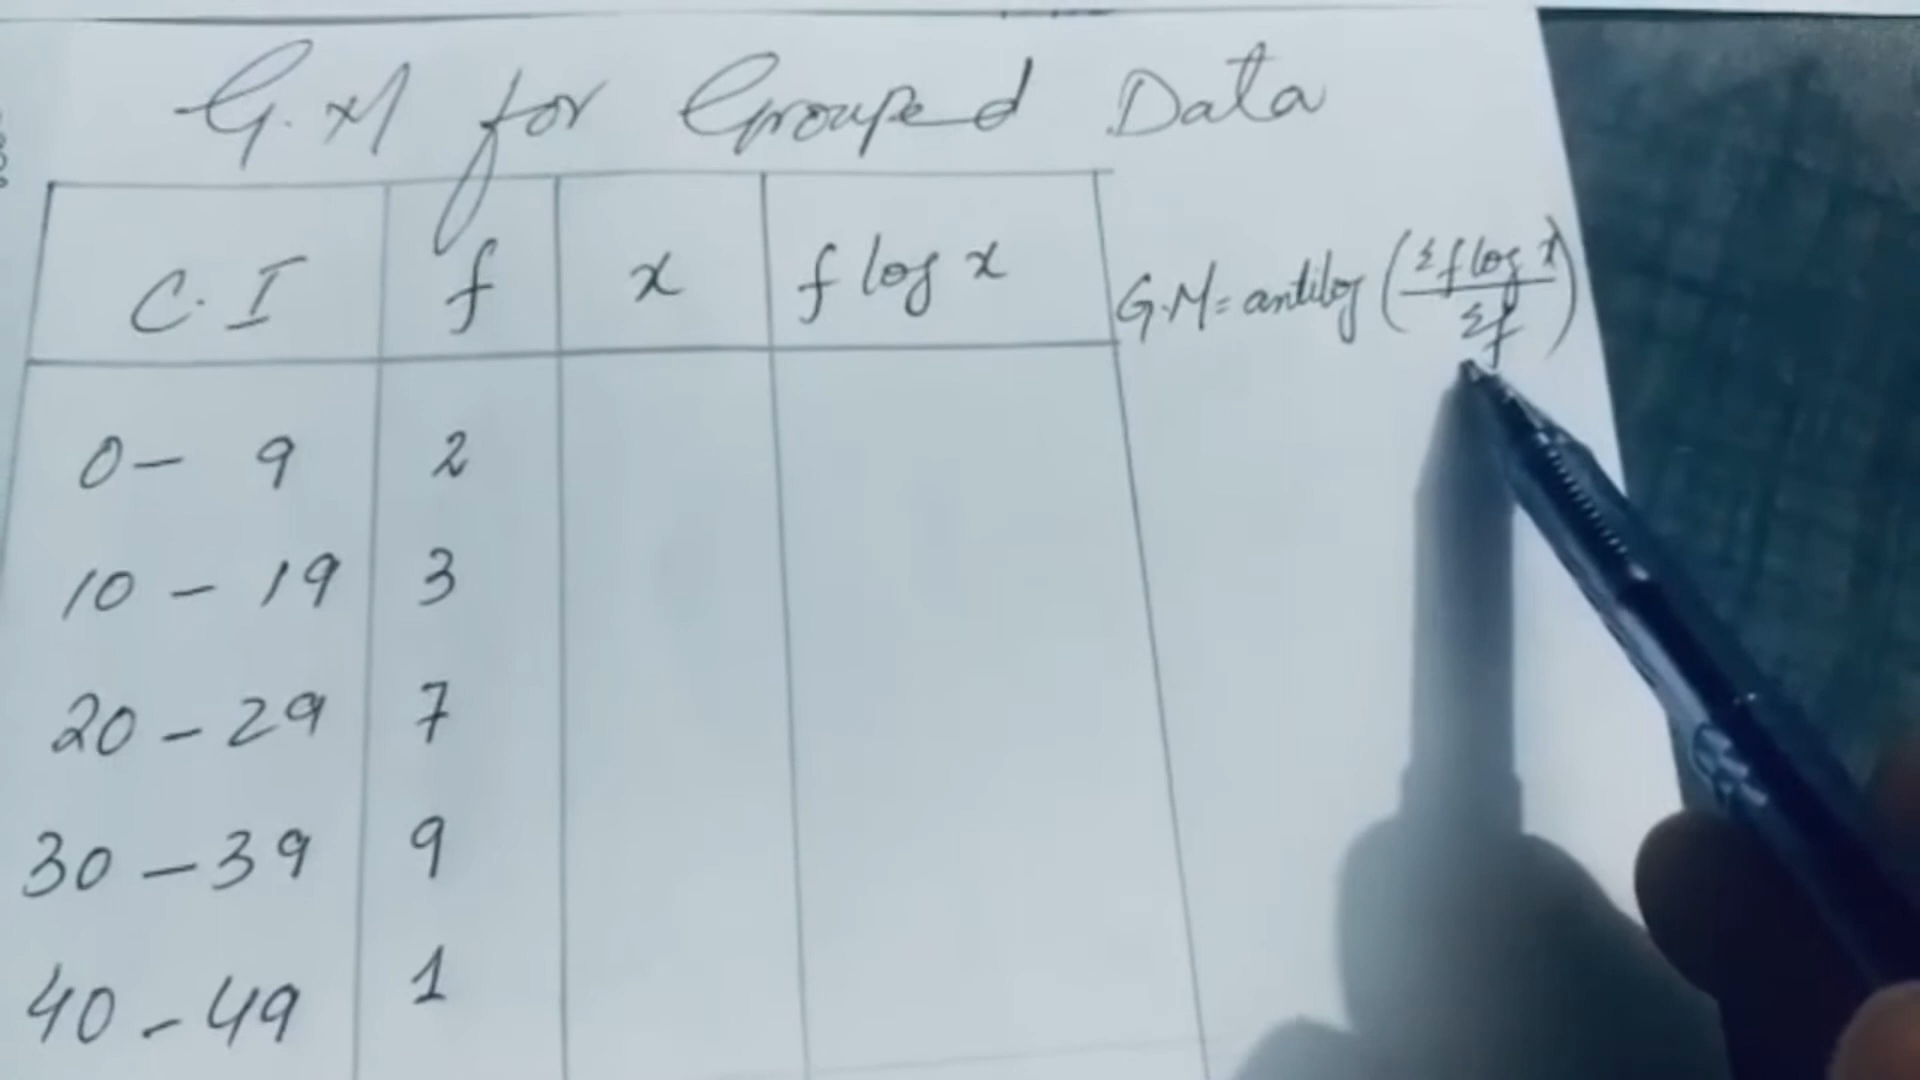 G.M for Grouped Data
C.I f x f log x
G.M = antilog (Σf log x / Σf)
0 - 9 2
10 - 19 3
20 - 29 7
30 - 39 9
40 - 49 1